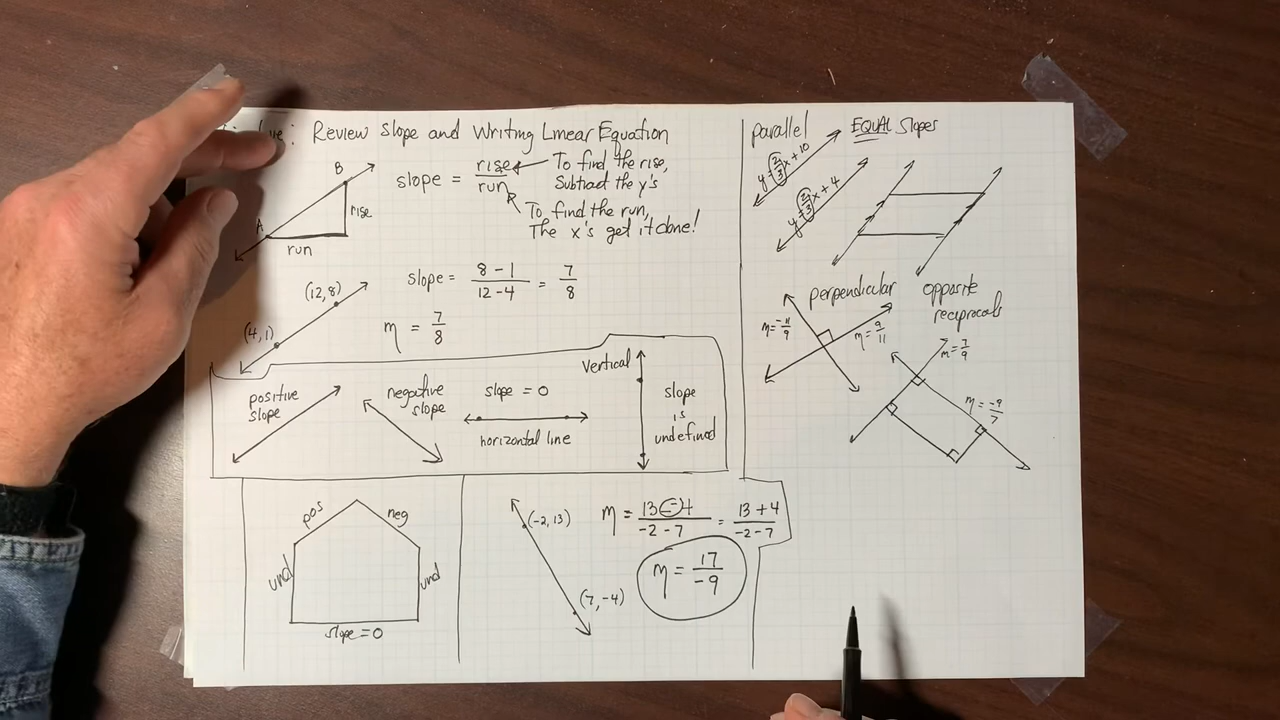 Review Slope and Writing Linear Equation
B
A
rise
run
slope = rise/run
To find the rise,
Subtract the y's
To find the run,
The x's get it done!
(12, 8)
(4, 1)
slope = 8 - 1 / 12 - 4 = 7/8
m = 7/8
positive
slope
negative
slope
slope = 0
horizontal line
vertical
slope
is
undefined
pos
neg
und
und
slope = 0
(-2, 13)
(7, -4)
m = 13 - -4 / -2 - 7 = 13 + 4 / -2 - 7
m = 17/-9
parallel
EQUAL Slopes
y = 2/3 x + 10
y = 2/3 x + 4
perpendicular
opposite
reciprocals
m = -11/9
m = 9/11
m = 7/9
m = -9/7